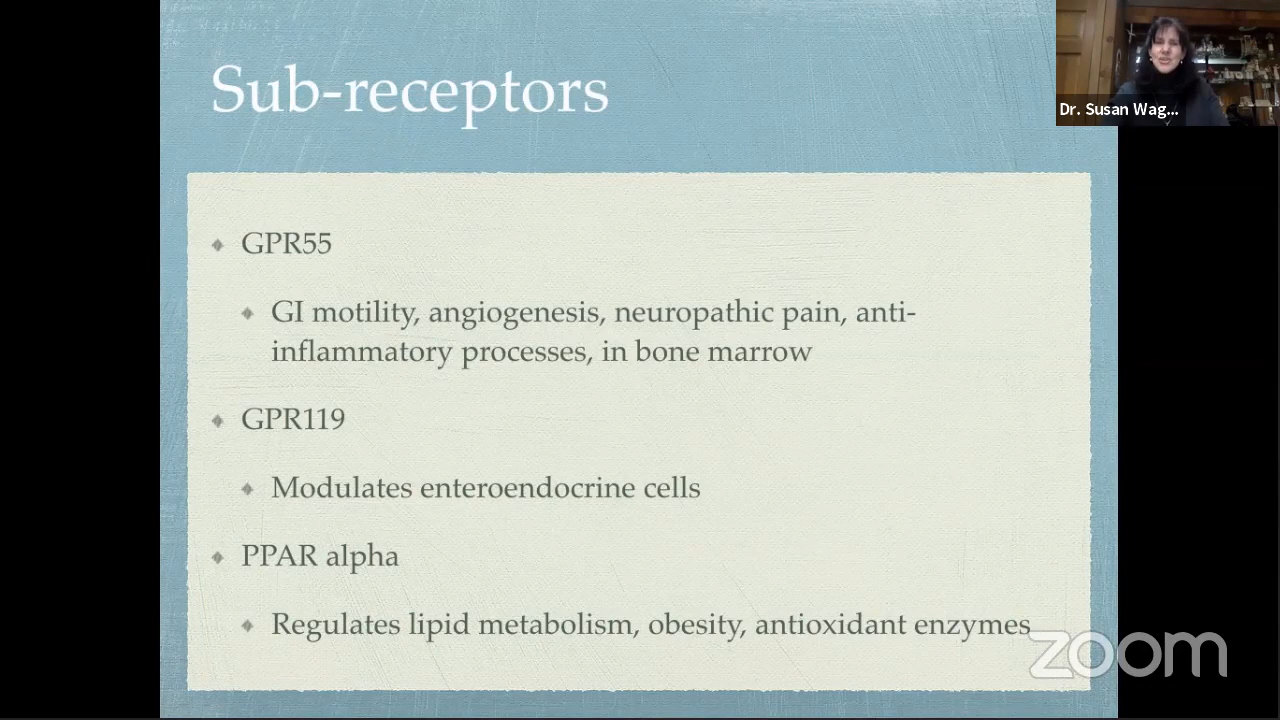 Sub-receptors
Dr. Susan Wag...
GPR55
GI motility, angiogenesis, neuropathic pain, anti-
inflammatory processes, in bone marrow
GPR119
Modulates enteroendocrine cells
PPAR alpha
Regulates lipid metabolism, obesity, antioxidant enzymes
zoom